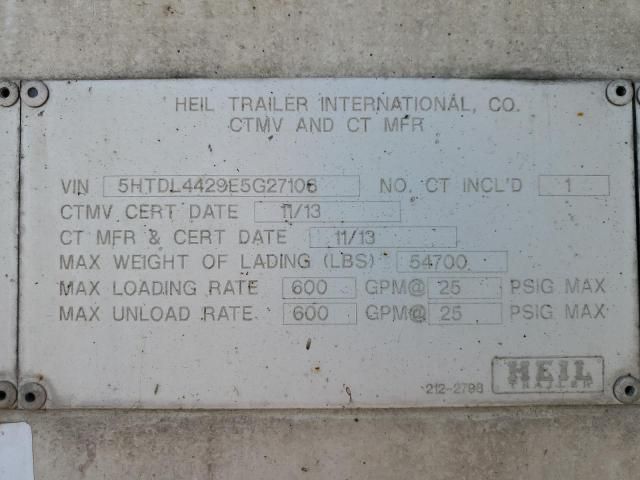 HEIL TRAILER INTERNATIONAL, CO.
CTMV AND CT MFR
VIN 5HTDL4429E5G27106 NO. CT INCL'D 1
CTMV CERT DATE 11/13
CT MFR & CERT DATE 11/13
MAX WEIGHT OF LADING (LBS) 54700
MAX LOADING RATE 600 GPM@ 25 PSIG MAX
MAX UNLOAD RATE 600 GPM@ 25 PSIG MAX
212-2798
HEIL
TRAILER